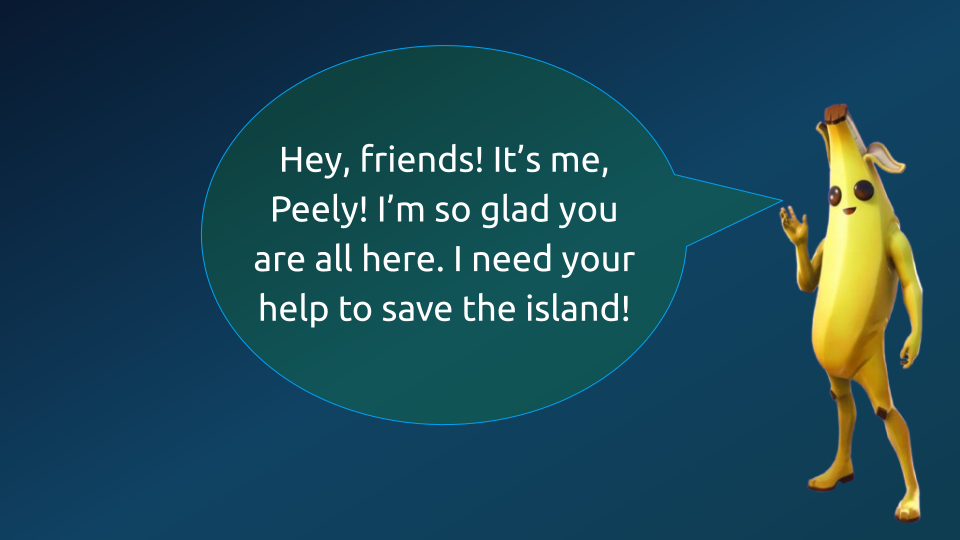 Hey, friends! It’s me,
Peely! I’m so glad you
are all here. I need your
help to save the island!